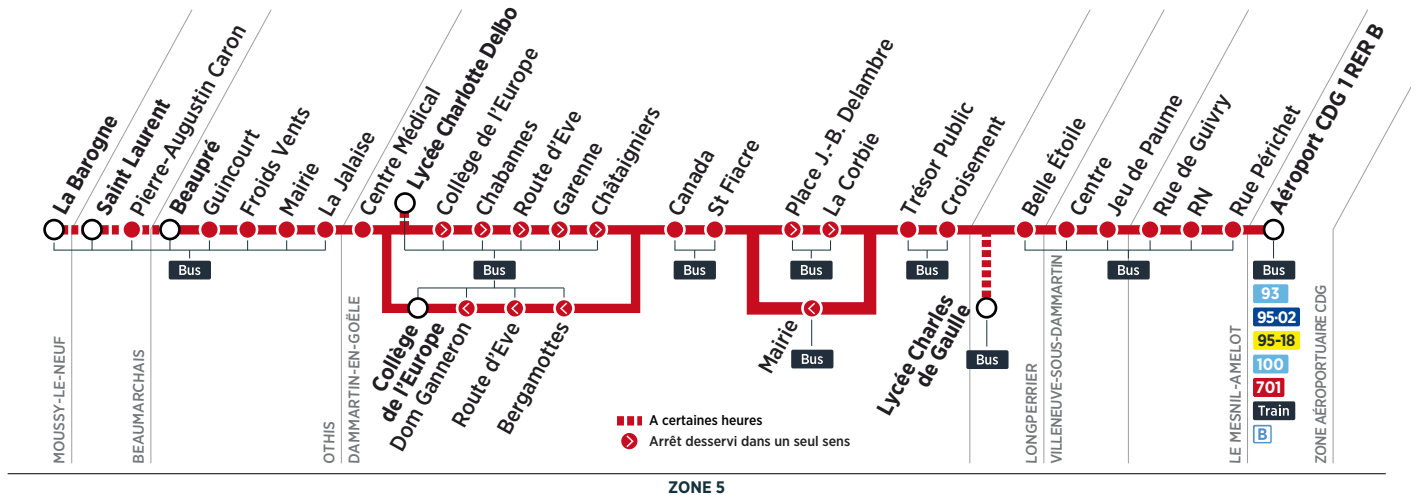 La Barogne
Saint Laurent
Pierre-Augustin Caron
Beaupré
Guincourt
Froids Vents
Mairie
La Jalaise
Centre Médical
Lycée Charlotte Delbo
Collège de l'Europe
Chabannes
Route d'Eve
Garenne
Châtaigniers
Canada
St Fiacre
Place J.-B. Delambre
La Corbie
Trésor Public
Croisement
Belle Étoile
Centre
Jeu de Paume
Rue de Guivry
RN
Rue Périchet
Aéroport CDG 1 RER B
Bus
Bus
Bus
Bus
Bus
Bus
Bus
93
95·02
95-18
100
701
Train
B
Collège
de l'Europe
Dom Ganneron
Route d'Eve
Bergamottes
Mairie
Bus
Lycée Charles
de Gaulle
Bus
MOUSSY-LE-NEUF
BEAUMARCHAIS
OTHIS
DAMMARTIN-EN-GOËLE
LONGPERRIER
VILLENEUVE-SOUS-DAMMARTIN
LE MESNIL-AMELOT
ZONE AÉROPORTUAIRE CDG
A certaines heures
Arrêt desservi dans un seul sens
ZONE 5